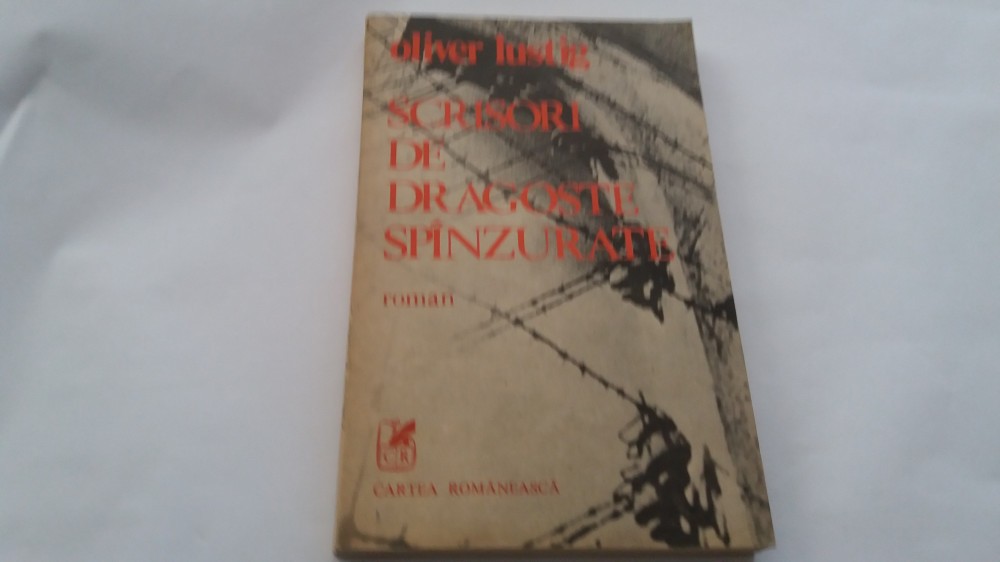 oliver lustig
SCRISORI
DE
DRAGOSTE
SPÎNZURATE
roman
CR
CARTEA ROMÂNEASCĂ